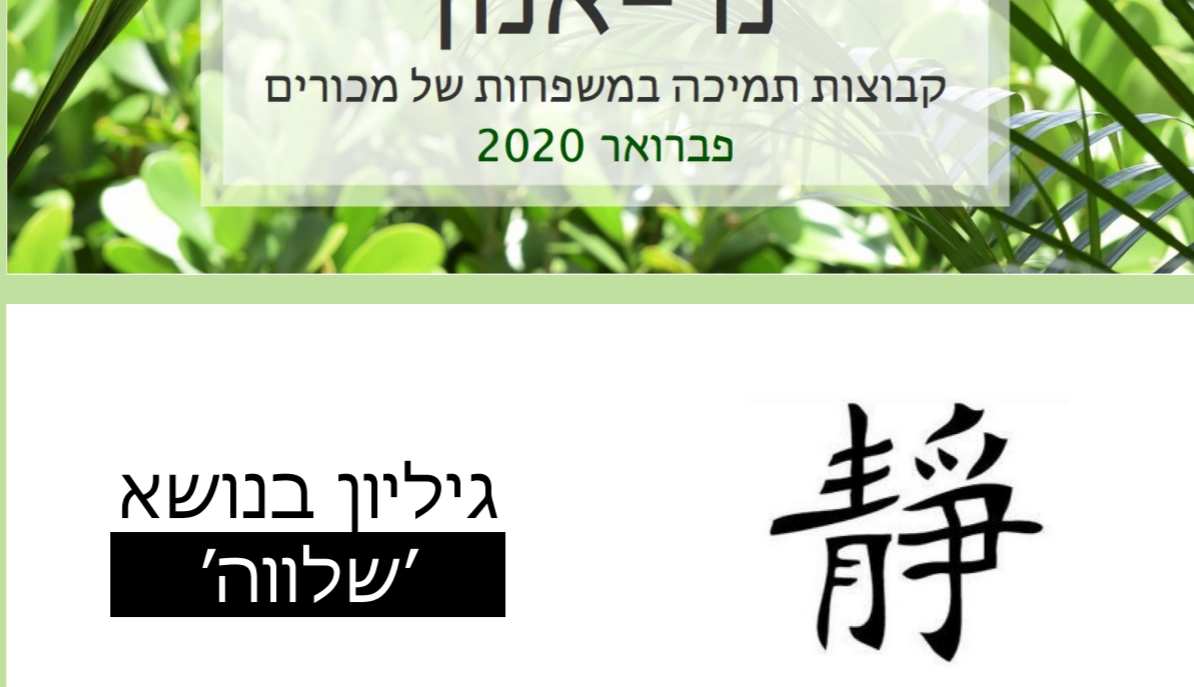 קבוצות תמיכה במשפחות של מכורים
פברואר 2020
靜
גיליון בנושא
'שלווה'